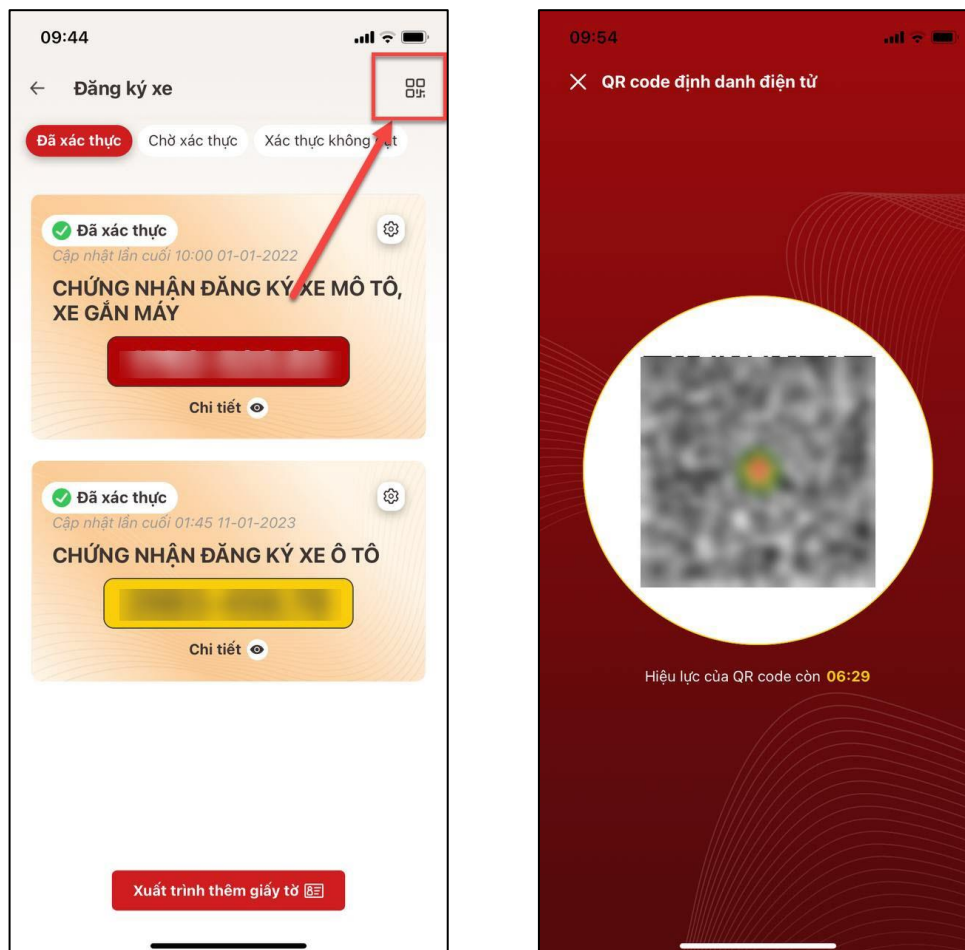 09:44
Đăng ký xe
Đã xác thực
Chờ xác thực
Xác thực không
Đã xác thực
Cập nhật lần cuối 10:00 01-01-2022
CHỨNG NHẬN ĐĂNG KÝ XE MÔ TÔ,
XE GẮN MÁY
Chi tiết
Đã xác thực
Cập nhật lần cuối 01:45 11-01-2023
CHỨNG NHẬN ĐĂNG KÝ XE Ô TÔ
Chi tiết
Xuất trình thêm giấy tờ
09:54
QR code định danh điện tử
Hiệu lực của QR code còn 06:29